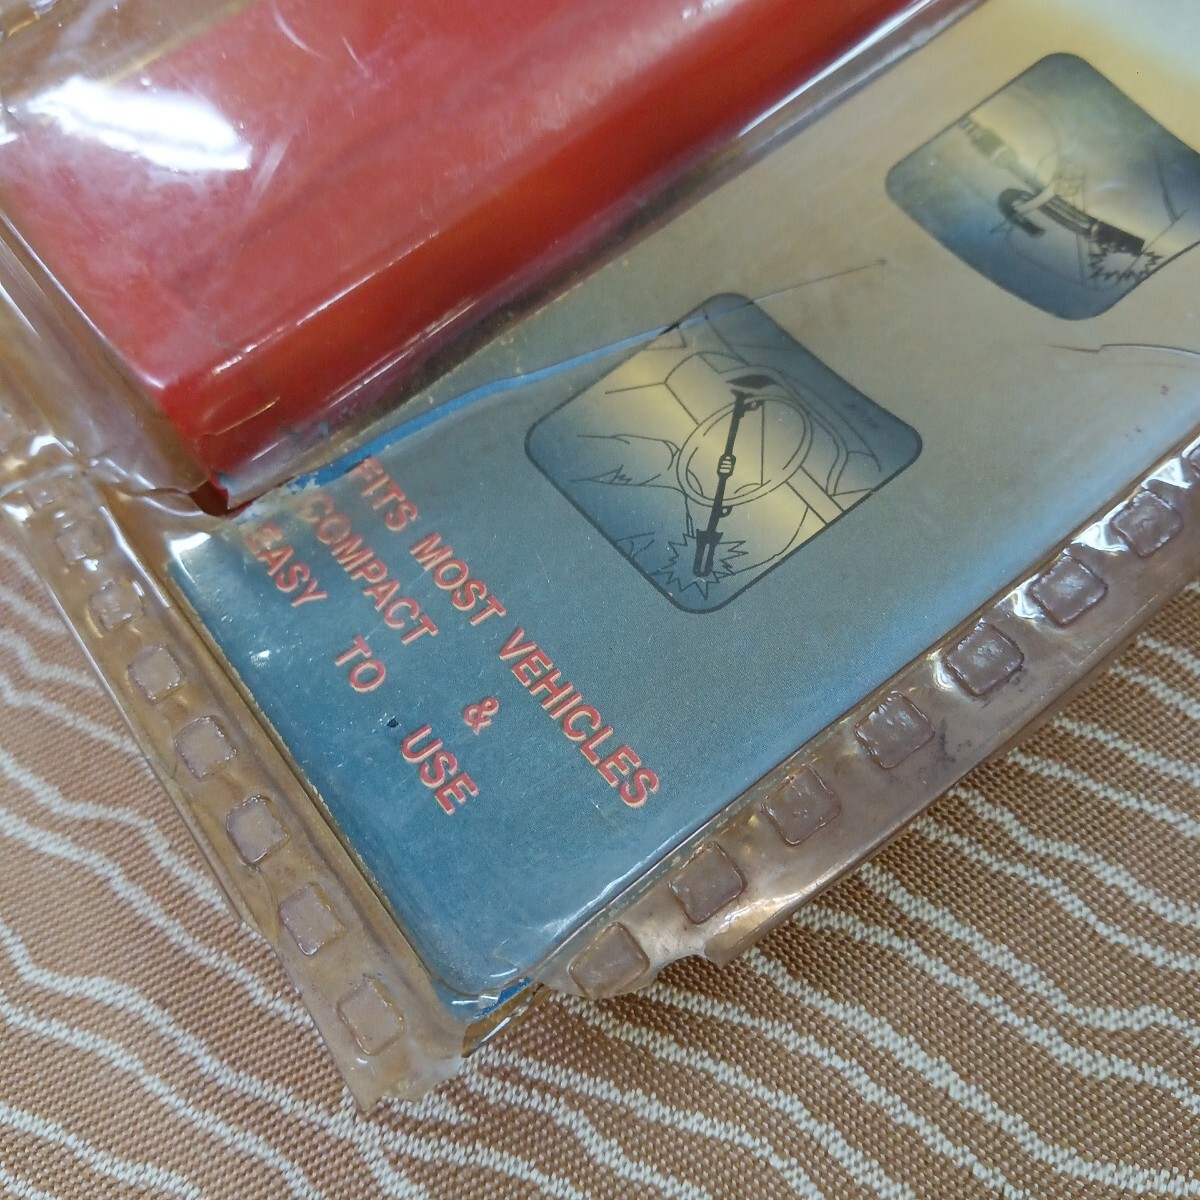 FITS MOST VEHICLES
COMPACT &
EASY TO USE